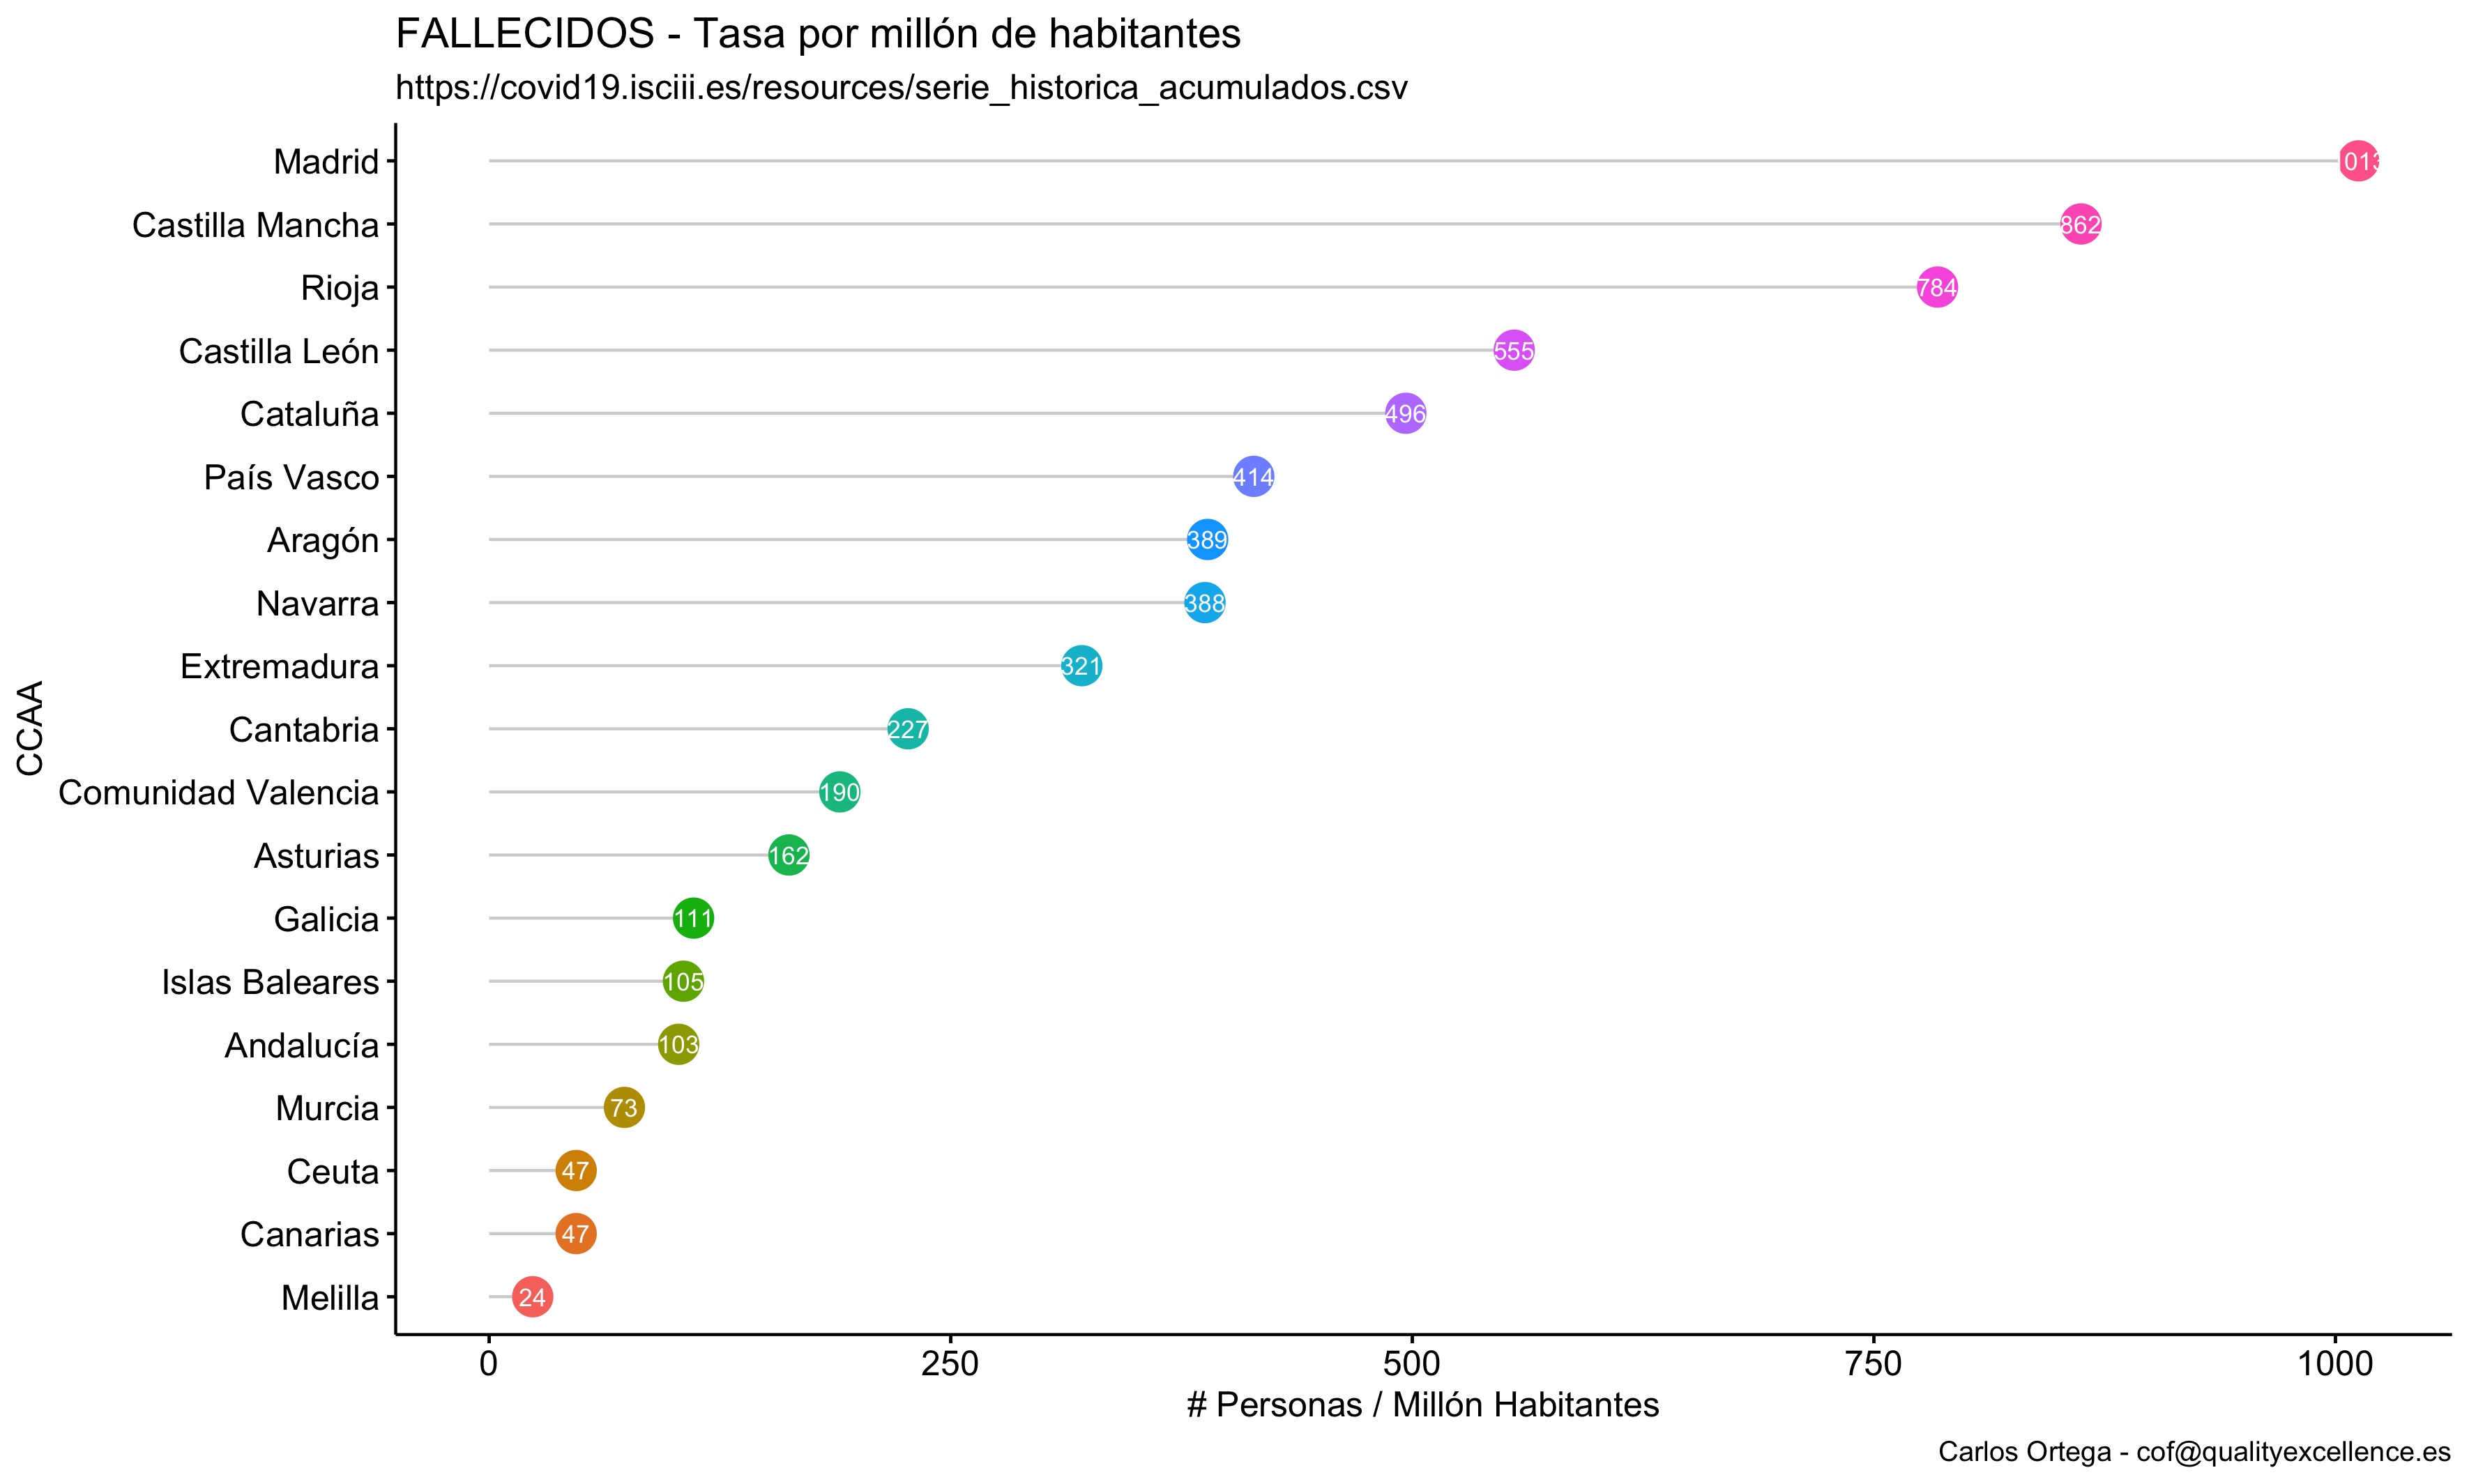 FALLECIDOS - Tasa por millón de habitantes
https://covid19.isciii.es/resources/serie_historica_acumulados.csv
CCAA
Madrid 1013
Castilla Mancha 862
Rioja 784
Castilla León 555
Cataluña 496
País Vasco 414
Aragón 389
Navarra 388
Extremadura 321
Cantabria 227
Comunidad Valencia 190
Asturias 162
Galicia 111
Islas Baleares 105
Andalucía 103
Murcia 73
Ceuta 47
Canarias 47
Melilla 24
0 250 500 750 1000
# Personas / Millón Habitantes
Carlos Ortega - cof@qualityexcellence.es